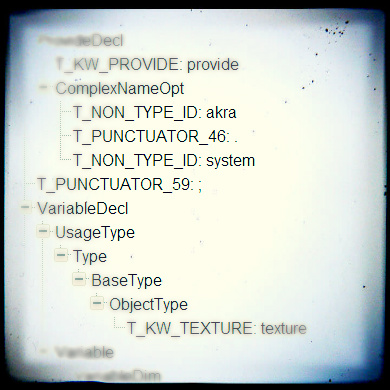 ProvideDecl
T_KW_PROVIDE: provide
ComplexNameOpt
T_NON_TYPE_ID: akra
T_PUNCTUATOR_46: .
T_NON_TYPE_ID: system
T_PUNCTUATOR_59: ;
VariableDecl
UsageType
Type
BaseType
ObjectType
T_KW_TEXTURE: texture
Variable
VariableDim